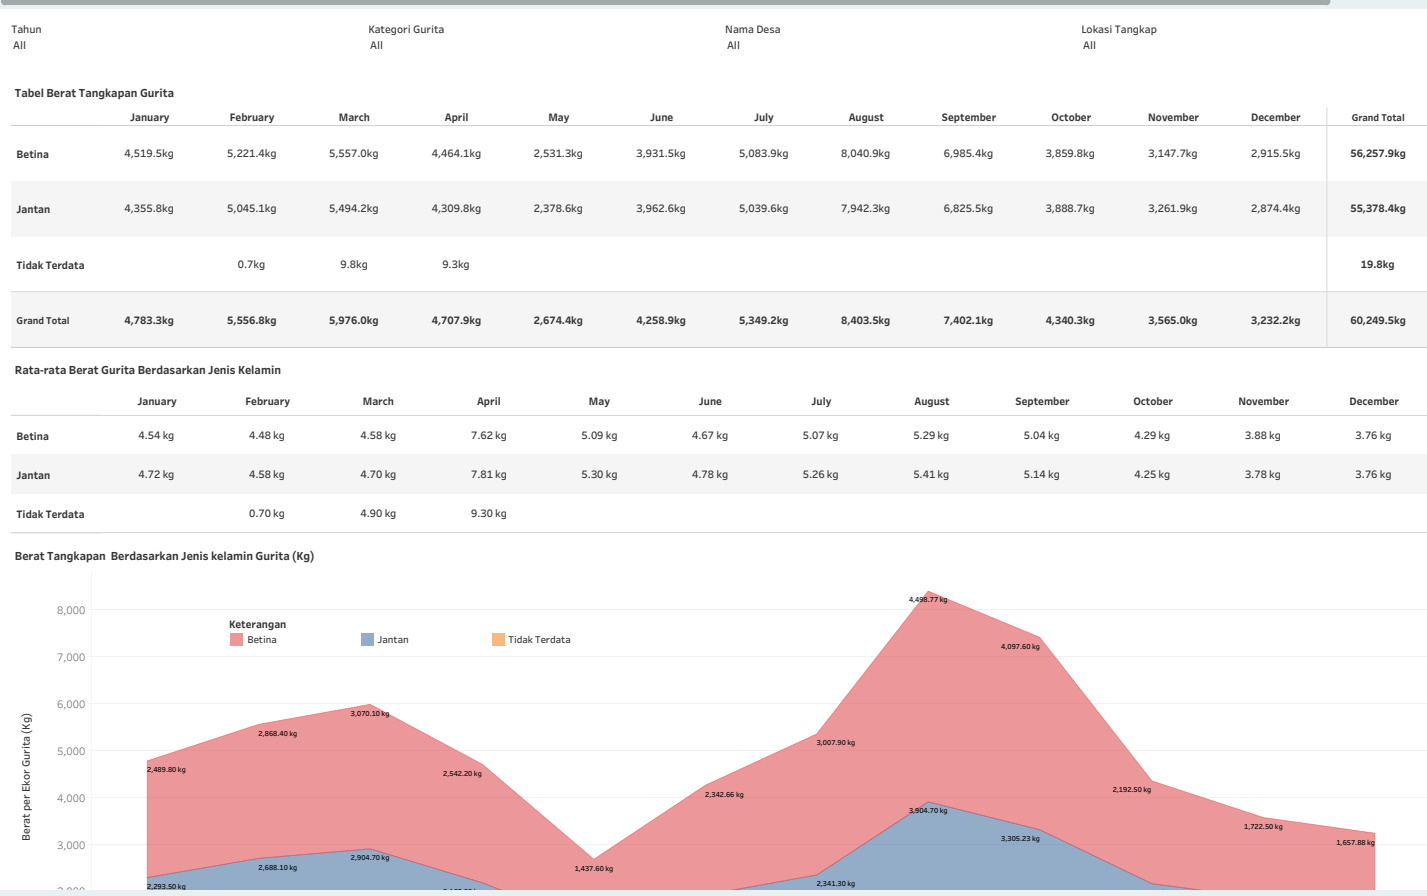 Tahun Kategori Gurita Nama Desa Lokasi Tangkap
All All All All
Tabel Berat Tangkapan Gurita
January February March April May June July August September October November December Grand Total
Betina 4,519.5kg 5,221.4kg 5,557.0kg 4,464.1kg 2,531.3kg 3,931.5kg 5,083.9kg 8,040.9kg 6,985.4kg 3,859.8kg 3,147.7kg 2,915.5kg 56,257.9kg
Jantan 4,355.8kg 5,045.1kg 5,494.2kg 4,309.8kg 2,378.6kg 3,962.6kg 5,039.6kg 7,942.3kg 6,825.5kg 3,888.7kg 3,261.9kg 2,874.4kg 55,378.4kg
Tidak Terdata 0.7kg 9.8kg 9.3kg 19.8kg
Grand Total 4,783.3kg 5,556.8kg 5,976.0kg 4,707.9kg 2,674.4kg 4,258.9kg 5,349.2kg 8,403.5kg 7,402.1kg 4,340.3kg 3,565.0kg 3,232.2kg 60,249.5kg
Rata-rata Berat Gurita Berdasarkan Jenis Kelamin
January February March April May June July August September October November December
Betina 4.54 kg 4.48 kg 4.58 kg 7.62 kg 5.09 kg 4.67 kg 5.07 kg 5.29 kg 5.04 kg 4.29 kg 3.88 kg 3.76 kg
Jantan 4.72 kg 4.58 kg 4.70 kg 7.81 kg 5.30 kg 4.78 kg 5.26 kg 5.41 kg 5.14 kg 4.25 kg 3.78 kg 3.76 kg
Tidak Terdata 0.70 kg 4.90 kg 9.30 kg
Berat Tangkapan Berdasarkan Jenis kelamin Gurita (Kg)
Keterangan
Betina Jantan Tidak Terdata
Berat per Ekor Gurita (Kg)
8,000
7,000
6,000
5,000
4,000
3,000
4,498.77 kg
4,097.60 kg
3,070.10 kg
2,868.40 kg
3,007.90 kg
2,489.80 kg
2,542.20 kg
2,192.50 kg
2,342.66 kg
3,904.70 kg
1,722.50 kg
3,305.23 kg
1,657.88 kg
2,904.70 kg
2,688.10 kg
1,437.60 kg
2,341.30 kg
2,293.50 kg